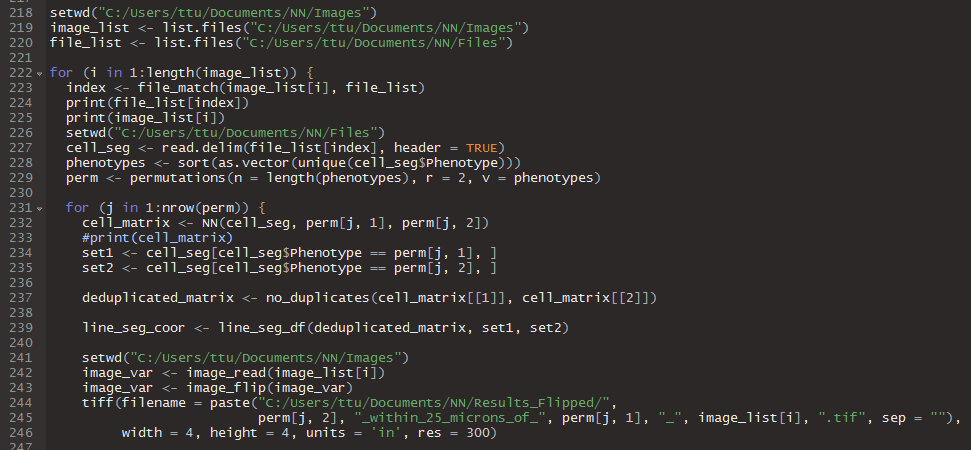 218 setwd("C:/Users/ttu/Documents/NN/Images")
219 image_list <- list.files("C:/Users/ttu/Documents/NN/Images")
220 file_list <- list.files("C:/Users/ttu/Documents/NN/Files")
221
222 for (i in 1:length(image_list)) {
223   index <- file_match(image_list[i], file_list)
224   print(file_list[index])
225   print(image_list[i])
226   setwd("C:/Users/ttu/Documents/NN/Files")
227   cell_seg <- read.delim(file_list[index], header = TRUE)
228   phenotypes <- sort(as.vector(unique(cell_seg$Phenotype)))
229   perm <- permutations(n = length(phenotypes), r = 2, v = phenotypes)
230
231   for (j in 1:nrow(perm)) {
232     cell_matrix <- NN(cell_seg, perm[j, 1], perm[j, 2])
233     #print(cell_matrix)
234     set1 <- cell_seg[cell_seg$Phenotype == perm[j, 1], ]
235     set2 <- cell_seg[cell_seg$Phenotype == perm[j, 2], ]
236
237     deduplicated_matrix <- no_duplicates(cell_matrix[[1]], cell_matrix[[2]])
238
239     line_seg_coor <- line_seg_df(deduplicated_matrix, set1, set2)
240
241     setwd("C:/Users/ttu/Documents/NN/Images")
242     image_var <- image_read(image_list[i])
243     image_var <- image_flip(image_var)
244     tiff(filename = paste("C:/Users/ttu/Documents/NN/Results_Flipped/",
245                           perm[j, 2], "_within_25_microns_of_", perm[j, 1], "_", image_list[i], ".tif", sep = ""),
246          width = 4, height = 4, units = 'in', res = 300)